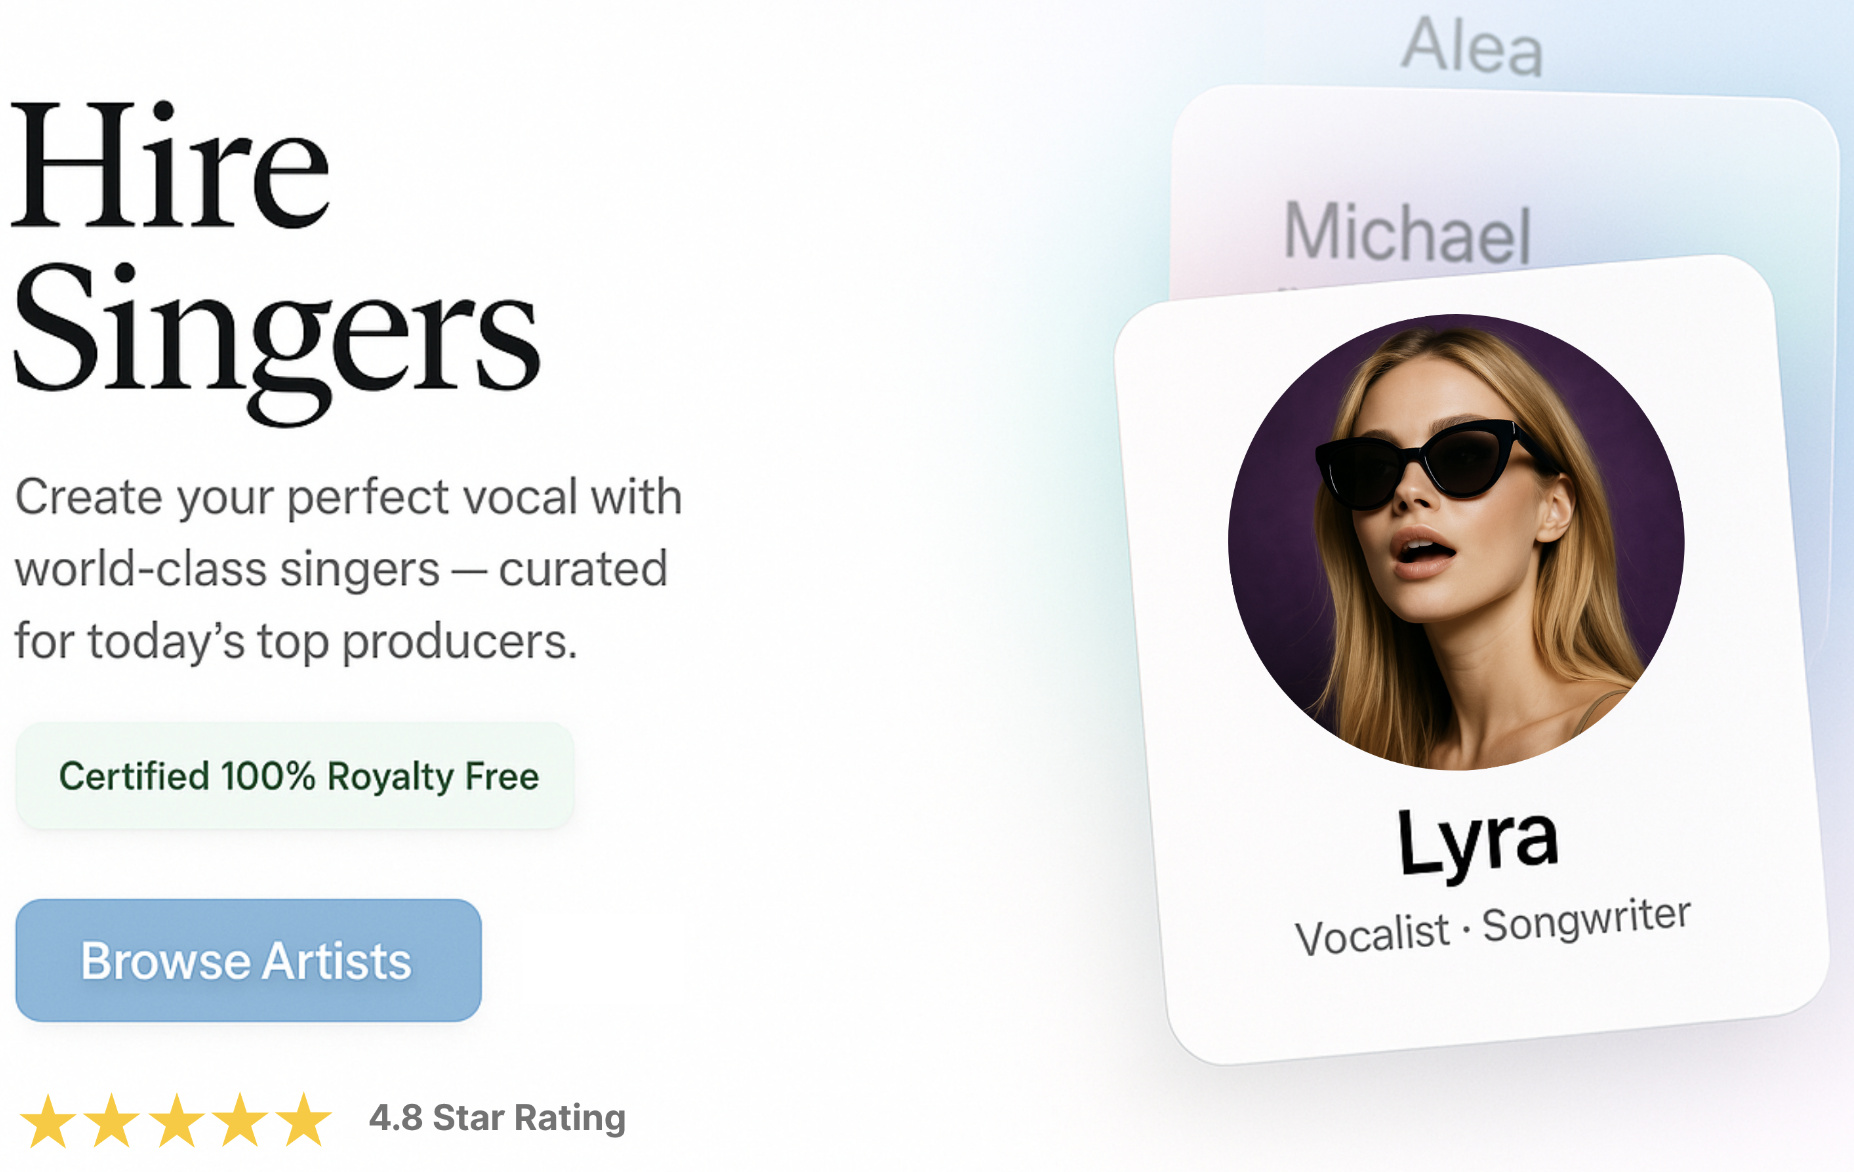 Hire
Singers
Create your perfect vocal with
world-class singers — curated
for today’s top producers.
Certified 100% Royalty Free
Browse Artists
4.8 Star Rating
Alea
Michael
Lyra
Vocalist · Songwriter